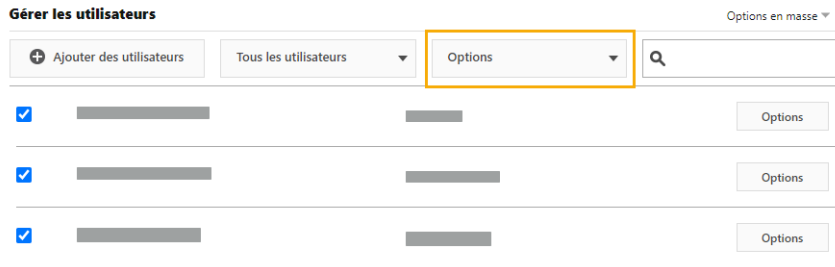 Gérer les utilisateurs
Options en masse
Ajouter des utilisateurs
Tous les utilisateurs
Options
Options
Options
Options